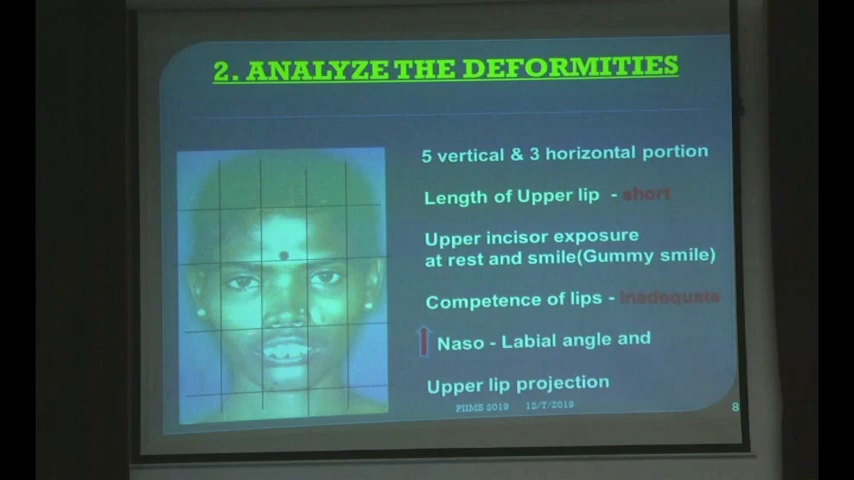 2. ANALYZE THE DEFORMITIES
5 vertical & 3 horizontal portion
Length of Upper lip - short
Upper incisor exposure
at rest and smile(Gummy smile)
Competence of lips - inadequate
Naso - Labial angle and
Upper lip projection
PIIMS 2019 12/7/2019
8